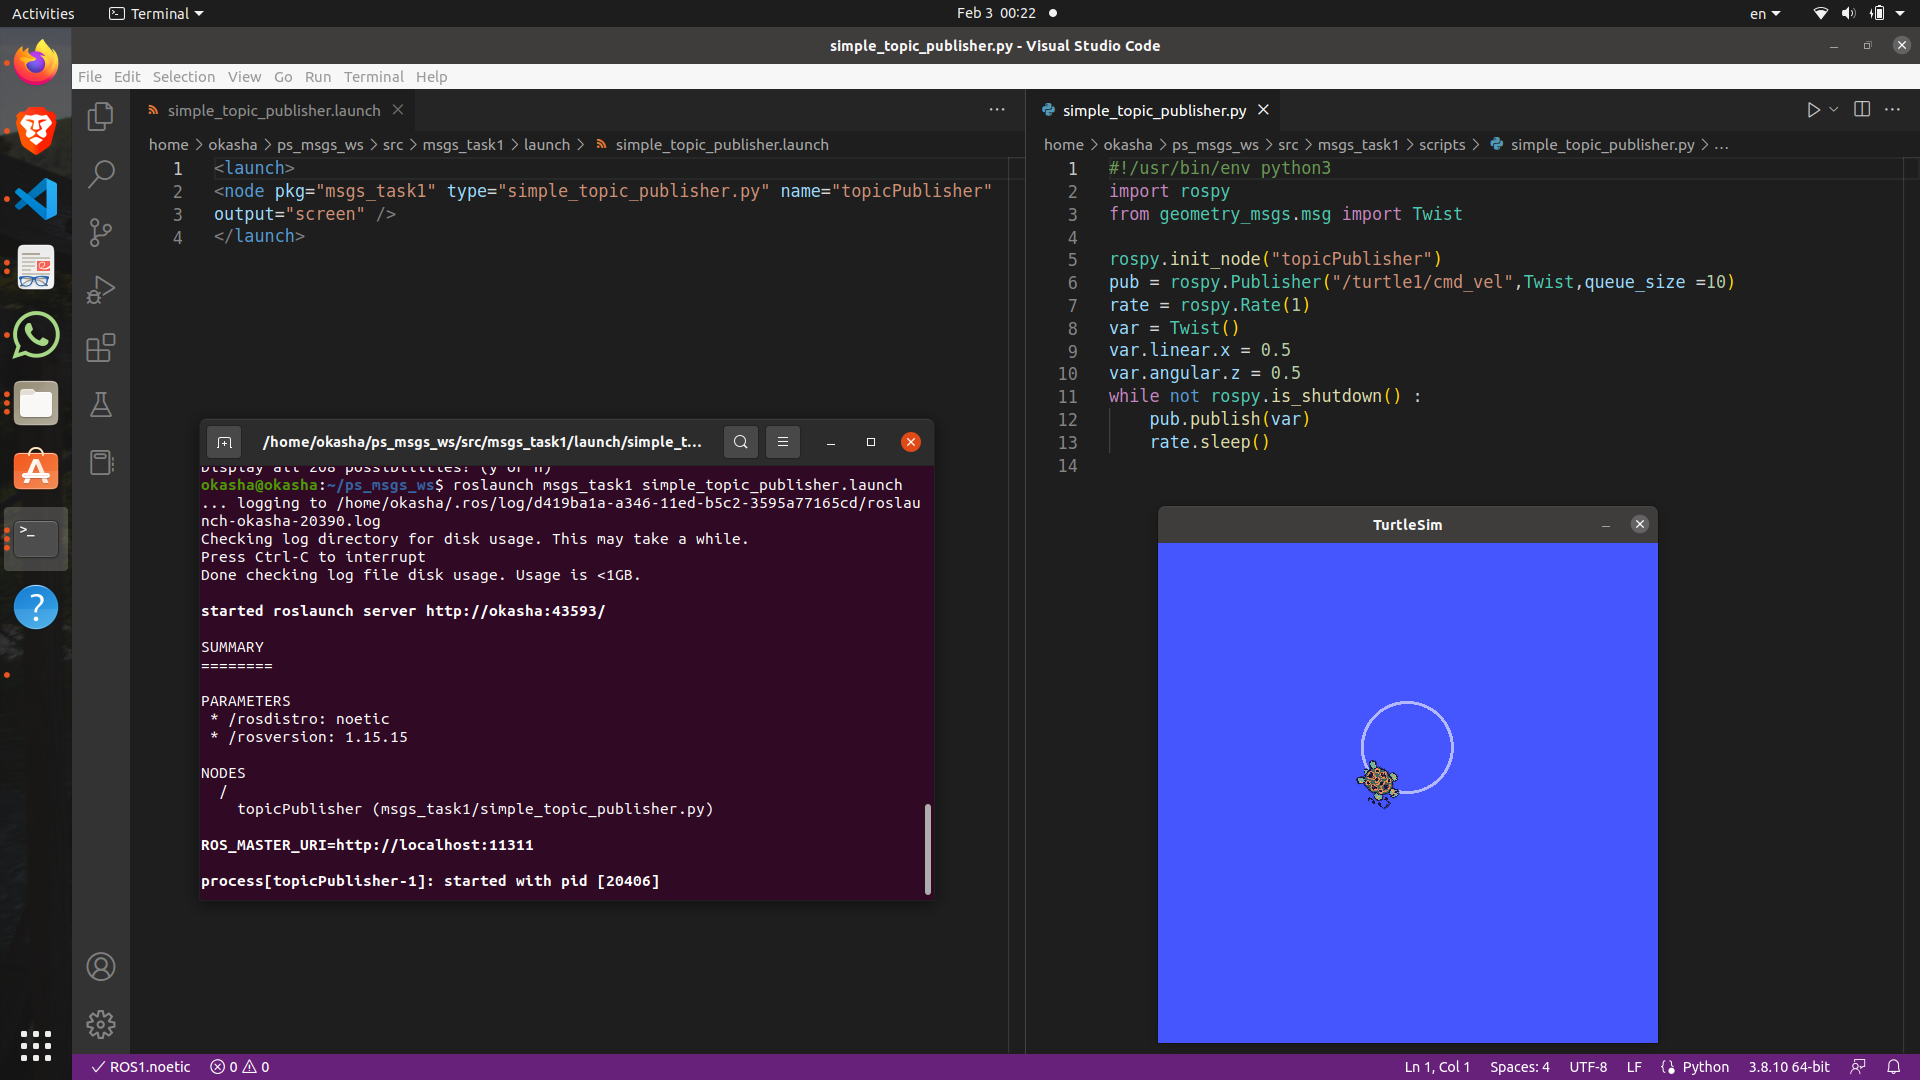 Activities
Terminal
Feb 3 00:22
en
simple_topic_publisher.py - Visual Studio Code
File Edit Selection View Go Run Terminal Help
simple_topic_publisher.launch
home > okasha > ps_msgs_ws > src > msgs_task1 > launch > simple_topic_publisher.launch
1 <launch>
2 <node pkg="msgs_task1" type="simple_topic_publisher.py" name="topicPublisher"
3 output="screen" />
4 </launch>
simple_topic_publisher.py
home > okasha > ps_msgs_ws > src > msgs_task1 > scripts > simple_topic_publisher.py > ...
1 #!/usr/bin/env python3
2 import rospy
3 from geometry_msgs.msg import Twist
4
5 rospy.init_node("topicPublisher")
6 pub = rospy.Publisher("/turtle1/cmd_vel",Twist,queue_size =10)
7 rate = rospy.Rate(1)
8 var = Twist()
9 var.linear.x = 0.5
10 var.angular.z = 0.5
11 while not rospy.is_shutdown() :
12     pub.publish(var)
13     rate.sleep()
14
/home/okasha/ps_msgs_ws/src/msgs_task1/launch/simple_t...
Display all 208 possibilities? (y or n)
okasha@okasha:~/ps_msgs_ws$ roslaunch msgs_task1 simple_topic_publisher.launch
... logging to /home/okasha/.ros/log/d419ba1a-a346-11ed-b5c2-3595a77165cd/roslau
nch-okasha-20390.log
Checking log directory for disk usage. This may take a while.
Press Ctrl-C to interrupt
Done checking log file disk usage. Usage is <1GB.
started roslaunch server http://okasha:43593/
SUMMARY
========
PARAMETERS
 * /rosdistro: noetic
 * /rosversion: 1.15.15
NODES
  /
    topicPublisher (msgs_task1/simple_topic_publisher.py)
ROS_MASTER_URI=http://localhost:11311
process[topicPublisher-1]: started with pid [20406]
TurtleSim
ROS1.noetic
0 0
Ln 1, Col 1
Spaces: 4
UTF-8
LF
Python
3.8.10 64-bit